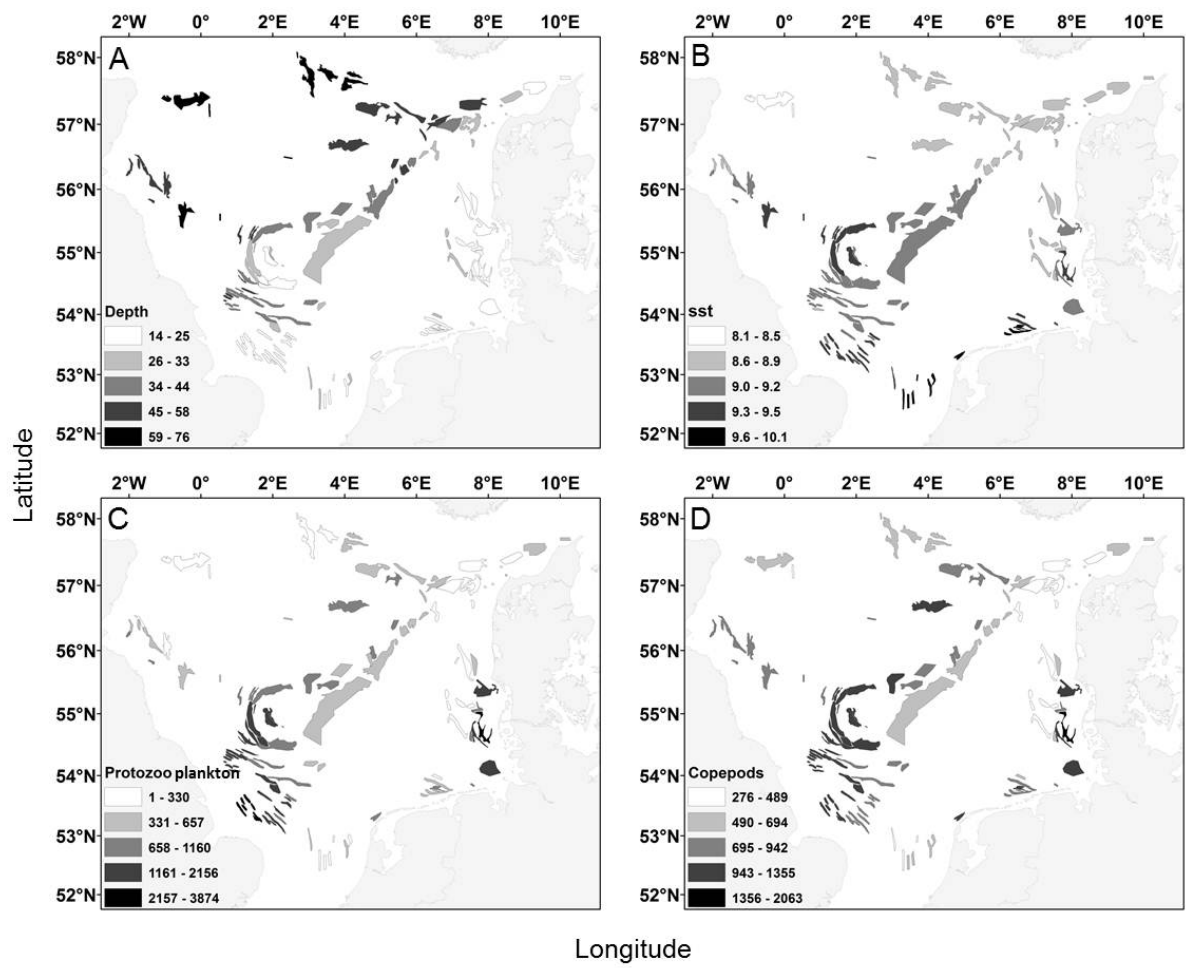 2°W 0° 2°E 4°E 6°E 8°E 10°E
2°W 0° 2°E 4°E 6°E 8°E 10°E
A
58°N
57°N
56°N
55°N
54°N
53°N
52°N
Depth
14 - 25
26 - 33
34 - 44
45 - 58
59 - 76
B
58°N
57°N
56°N
55°N
54°N
53°N
52°N
sst
8.1 - 8.5
8.6 - 8.9
9.0 - 9.2
9.3 - 9.5
9.6 - 10.1
Latitude
2°W 0° 2°E 4°E 6°E 8°E 10°E
2°W 0° 2°E 4°E 6°E 8°E 10°E
C
58°N
57°N
56°N
55°N
54°N
53°N
52°N
Protozoo plankton
1 - 330
331 - 657
658 - 1160
1161 - 2156
2157 - 3874
D
58°N
57°N
56°N
55°N
54°N
53°N
52°N
Copepods
276 - 489
490 - 694
695 - 942
943 - 1355
1356 - 2063
Longitude